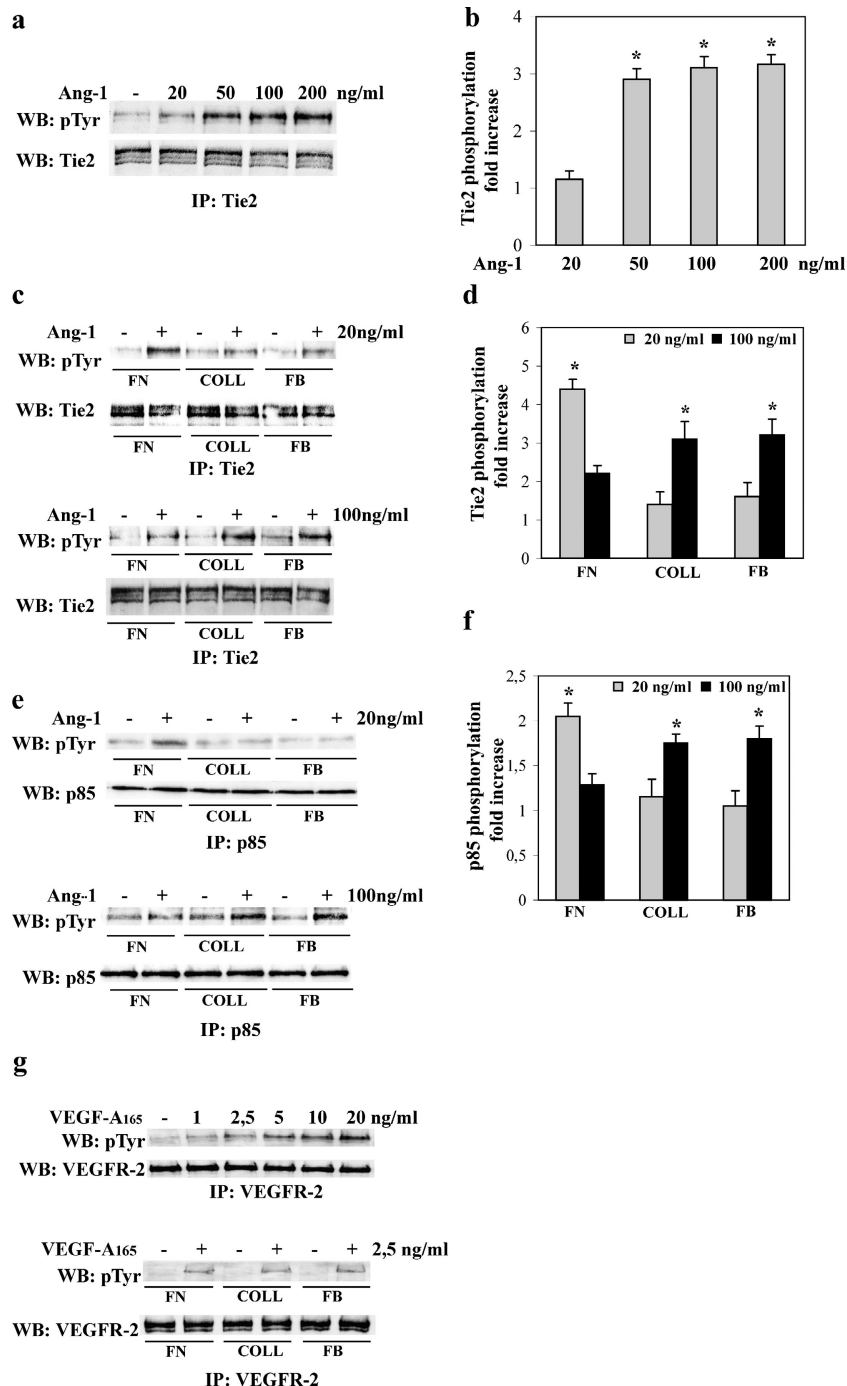 a
Ang-1 - 20 50 100 200 ng/ml
WB: pTyr
WB: Tie2
IP: Tie2
b
Tie2 phosphorylation
fold increase
4
3
2
1
0
* * *
Ang-1 20 50 100 200 ng/ml
c
Ang-1 - + - + - + 20ng/ml
WB: pTyr
FN COLL FB
WB: Tie2
FN COLL FB
IP: Tie2
Ang-1 - + - + - + 100ng/ml
WB: pTyr
FN COLL FB
WB: Tie2
FN COLL FB
IP: Tie2
d
Tie2 phosphorylation
fold increase
6
5
4
3
2
1
0
20 ng/ml 100 ng/ml
* * *
FN COLL FB
e
Ang-1 - + - + - + 20ng/ml
WB: pTyr
FN COLL FB
WB: p85
FN COLL FB
IP: p85
Ang-1 - + - + - + 100ng/ml
WB: pTyr
FN COLL FB
WB: p85
FN COLL FB
IP: p85
f
p85 phosphorylation
fold increase
2,5
2
1,5
1
0,5
0
20 ng/ml 100 ng/ml
* * *
FN COLL FB
g
VEGF-A165 - 1 2,5 5 10 20 ng/ml
WB: pTyr
WB: VEGFR-2
IP: VEGFR-2
VEGF-A165 - + - + - + 2,5 ng/ml
WB: pTyr
FN COLL FB
WB: VEGFR-2
FN COLL FB
IP: VEGFR-2